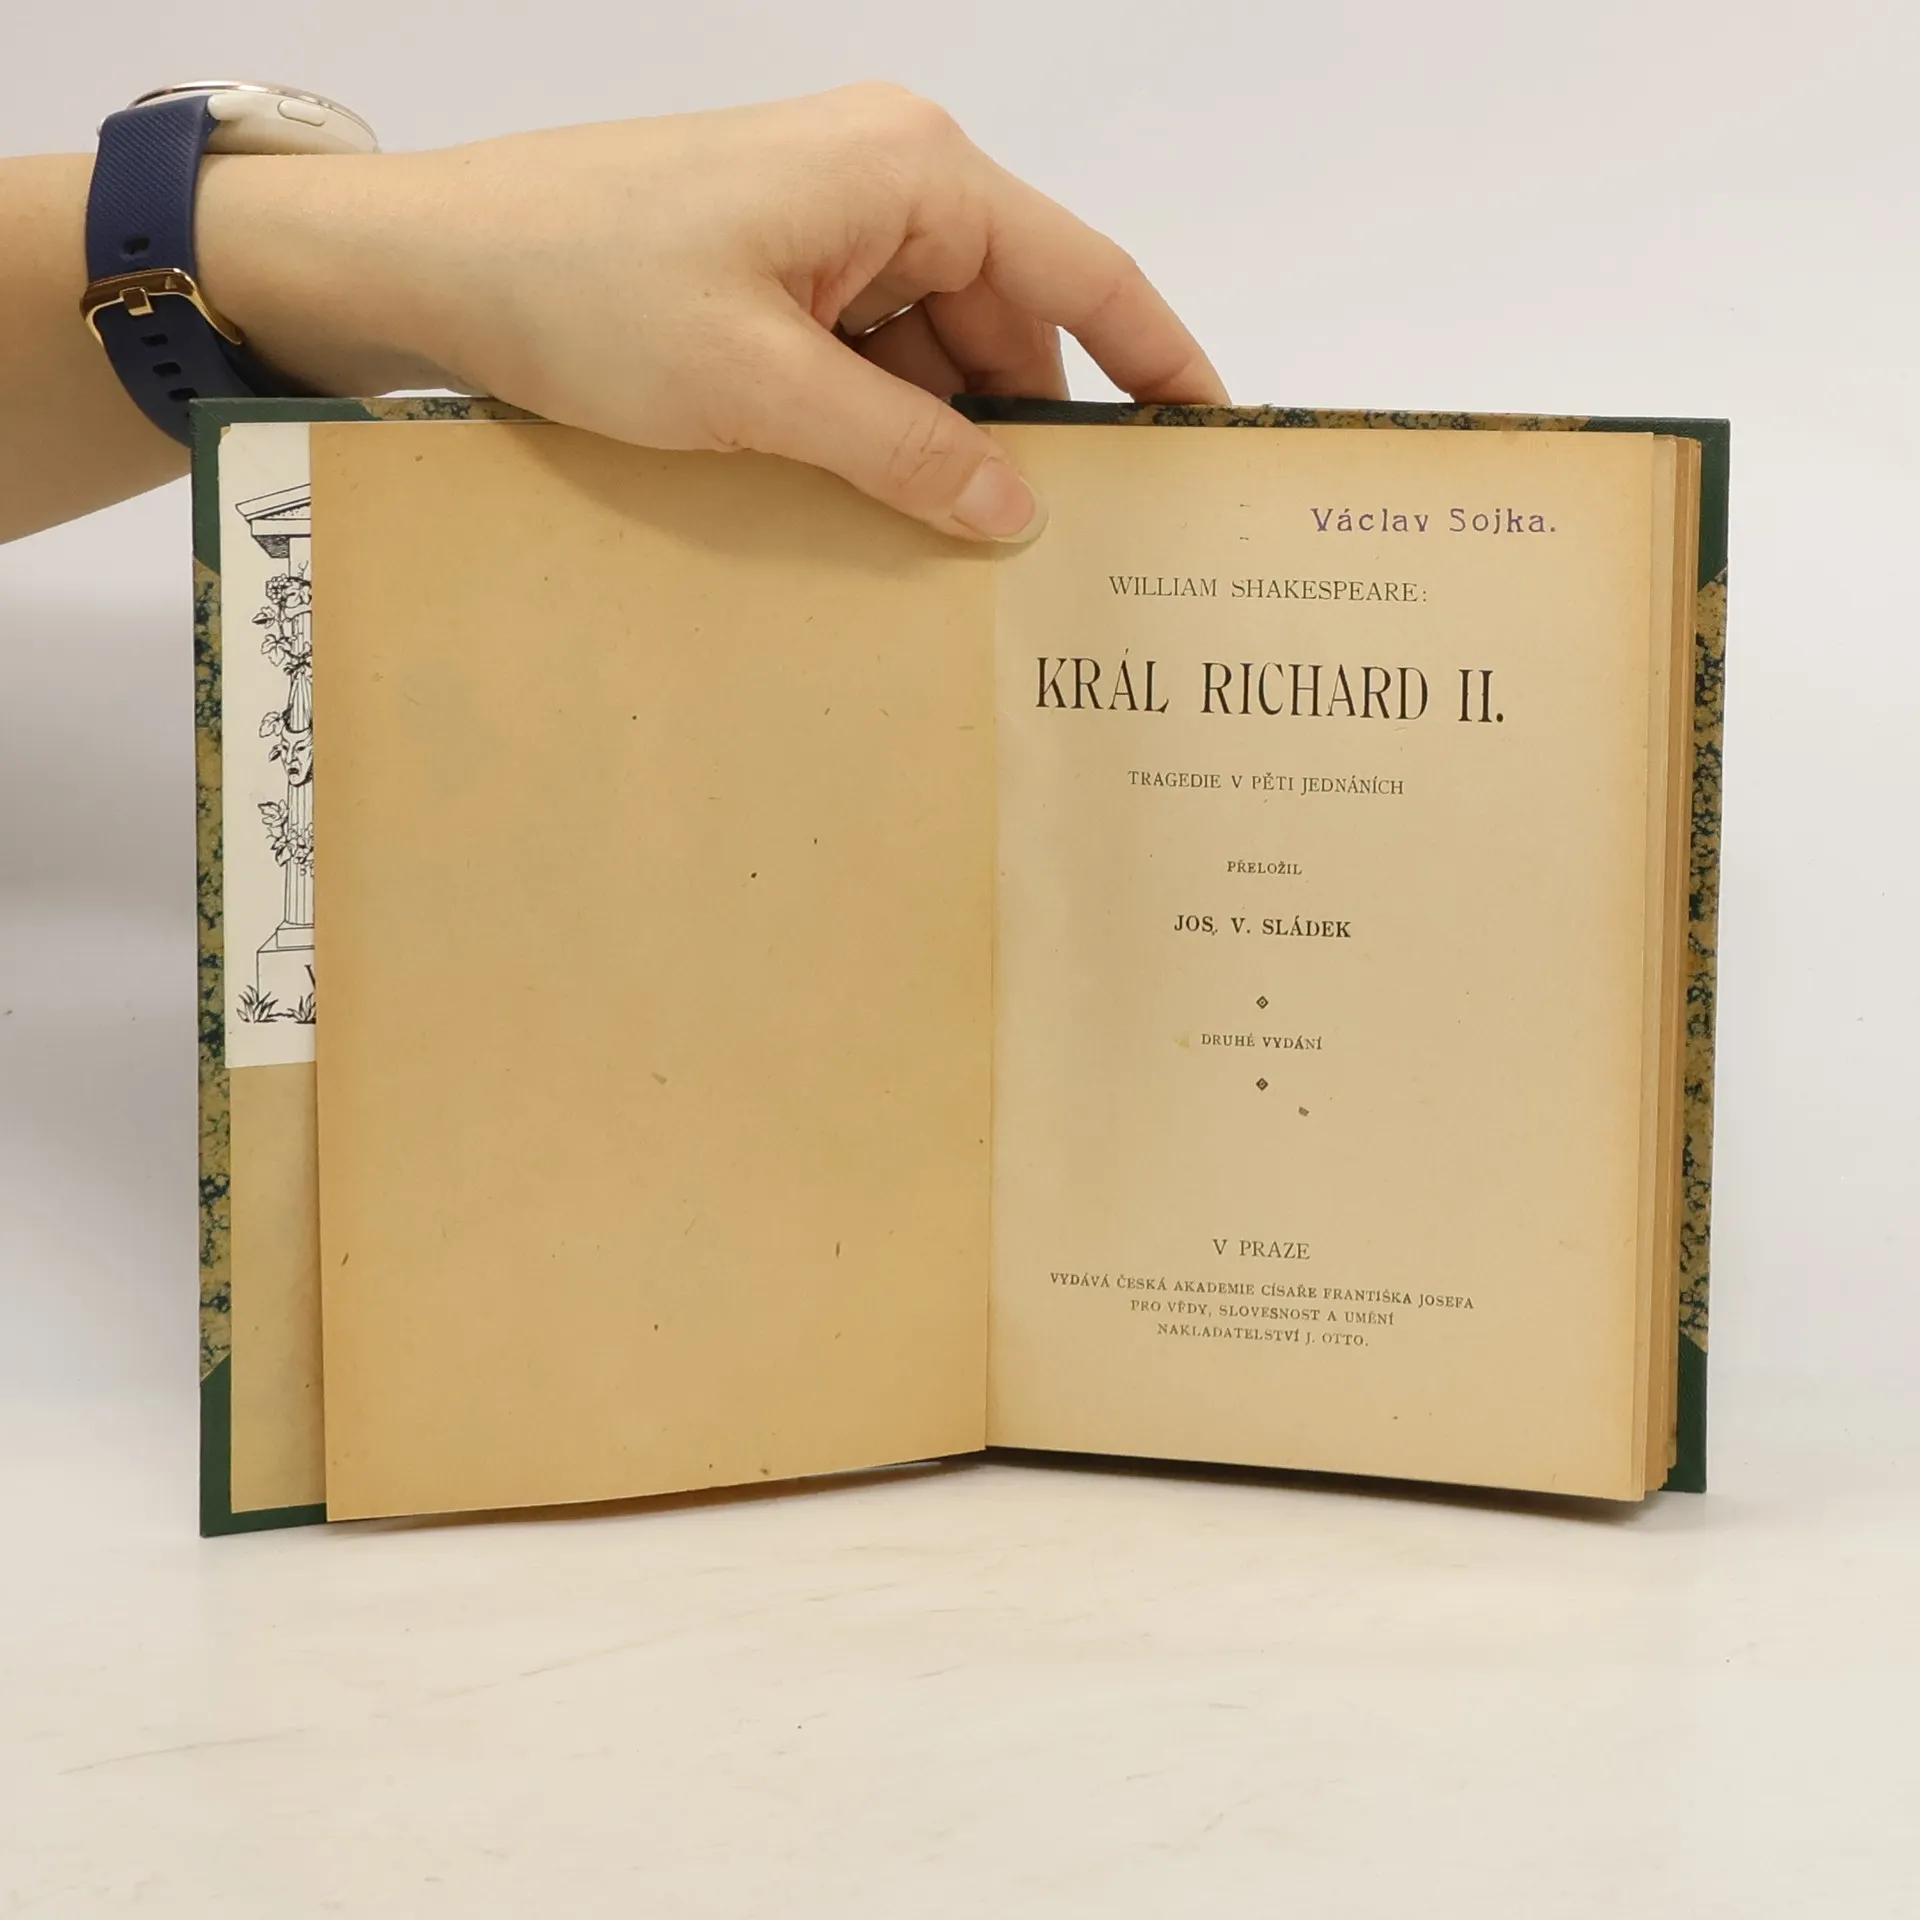 Václav Sojka.
WILLIAM SHAKESPEARE:
KRÁL RICHARD II.
TRAGEDIE V PĚTI JEDNÁNÍCH
PŘELOŽIL
JOS. V. SLÁDEK
DRUHÉ VYDÁNÍ
V PRAZE
VYDÁVÁ ČESKÁ AKADEMIE CÍSAŘE FRANTIŠKA JOSEFA
PRO VĚDY, SLOVESNOST A UMĚNÍ
NAKLADATELSTVÍ J. OTTO.